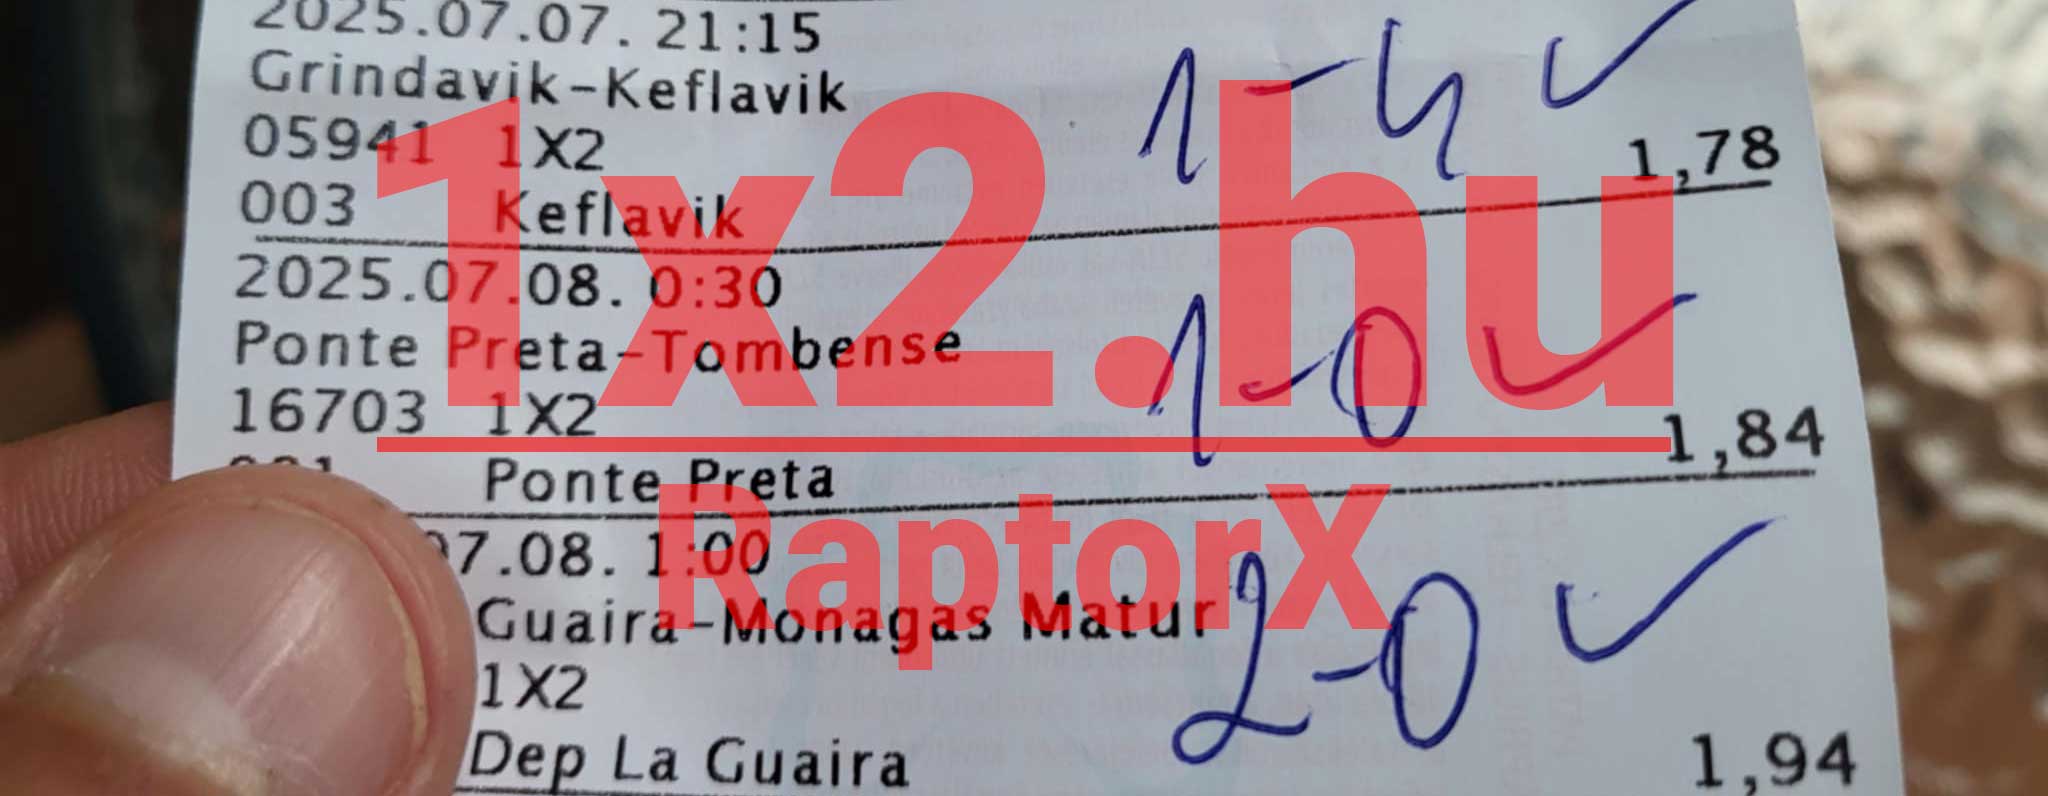 2025.07.07. 21:15
Grindavik-Keflavik
1-4 ✓
05941 1X2
1,78
003 Keflavik
2025.07.08. 0:30
Ponte Preta-Tombense
1-0 ✓
16703 1X2
1,84
Ponte Preta
07.08. 1:00
Guaira-Monagas Matur
2-0 ✓
1X2
Dep La Guaira
1,94
1x2.hu
RaptorX